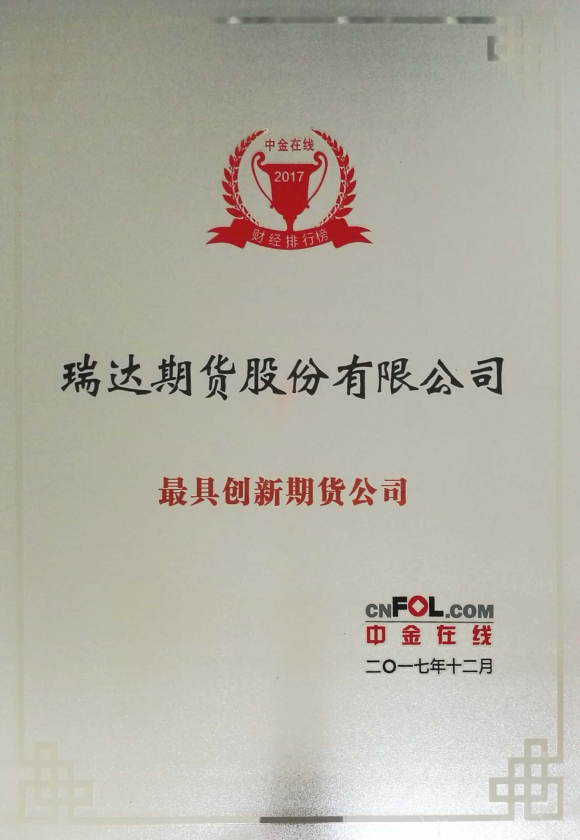 中金在线
2017
财经排行榜
瑞达期货股份有限公司
最具创新期货公司
CNFOL.COM
中金在线
二〇一七年十二月